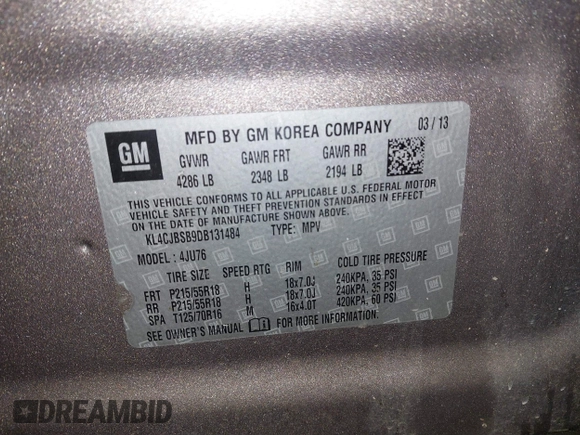 GM
MFD BY GM KOREA COMPANY 03 / 13
GVWR GAWR FRT GAWR RR
4286 LB 2348 LB 2194 LB
THIS VEHICLE CONFORMS TO ALL APPLICABLE U.S. FEDERAL MOTOR
VEHICLE SAFETY AND THEFT PREVENTION STANDARDS IN EFFECT
ON THE DATE OF MANUFACTURE SHOWN ABOVE.
KL4CJBSB9DB131484 TYPE: MPV
MODEL : 4JU76
TIRE SIZE SPEED RTG RIM COLD TIRE PRESSURE
FRT P215/55R18 H 18x7.0J 240KPA, 35 PSI
RR P215/55R18 H 18x7.0J 240KPA, 35 PSI
SPA T125/70R16 M 16x4.0T 420KPA, 60 PSI
SEE OWNER'S MANUAL FOR MORE INFORMATION.
DREAMBID